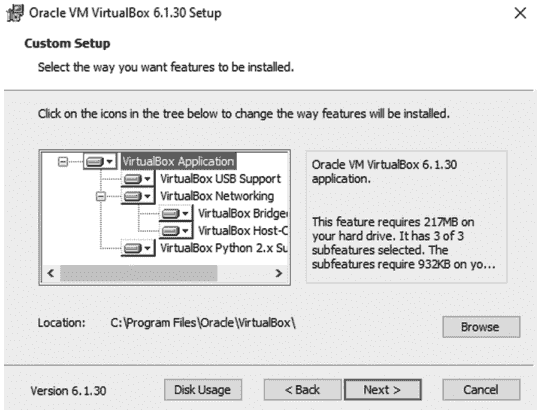 Oracle VM VirtualBox 6.1.30 Setup
Custom Setup
Select the way you want features to be installed.
Click on the icons in the tree below to change the way features will be installed.
VirtualBox Application
VirtualBox USB Support
VirtualBox Networking
VirtualBox Bridge
VirtualBox Host-C
VirtualBox Python 2.x Su
Oracle VM VirtualBox 6.1.30
application.
This feature requires 217MB on
your hard drive. It has 3 of 3
subfeatures selected. The
subfeatures require 932KB on yo...
Location: C:\Program Files\Oracle\VirtualBox\
Browse
Version 6.1.30
Disk Usage
< Back
Next >
Cancel